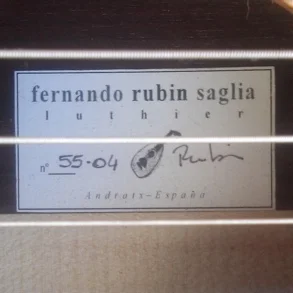 fernando rubin saglia
luthier
nº 55-04 Rubin
Andratx-España